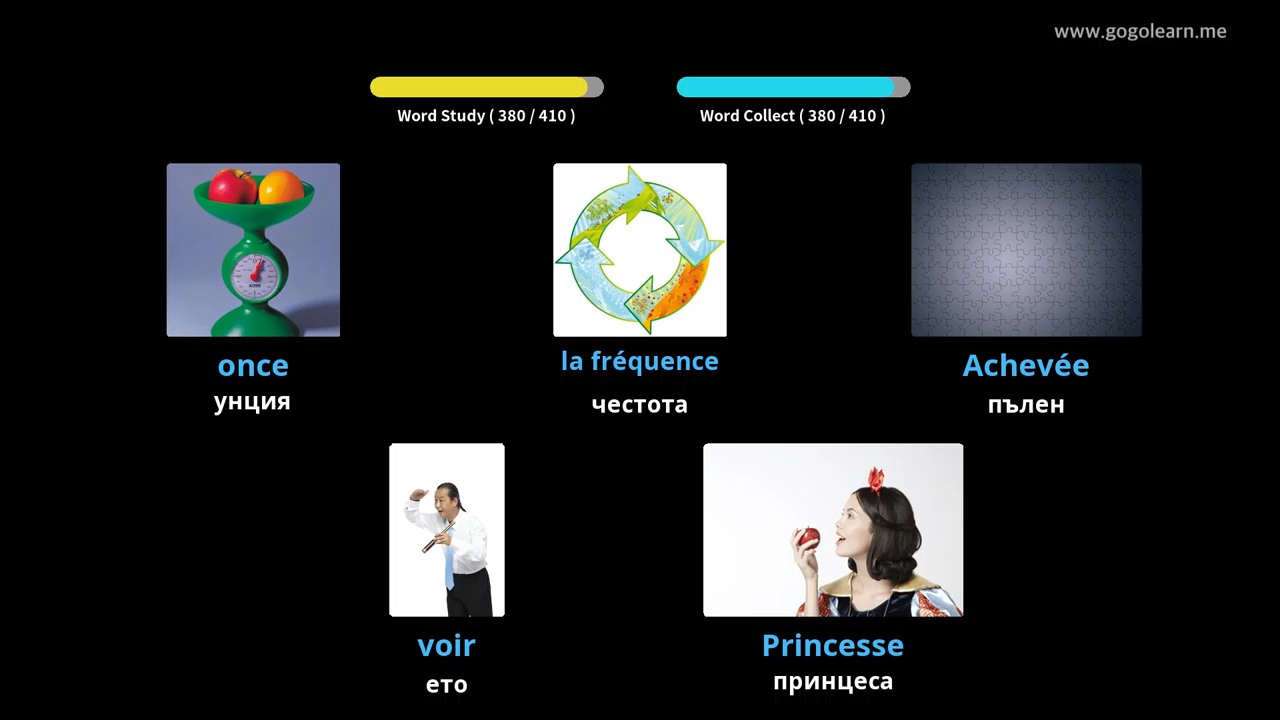 www.gogolearn.me
Word Study ( 380 / 410 )
Word Collect ( 380 / 410 )
once
унция
la fréquence
честота
Achevée
пълен
voir
ето
Princesse
принцеса